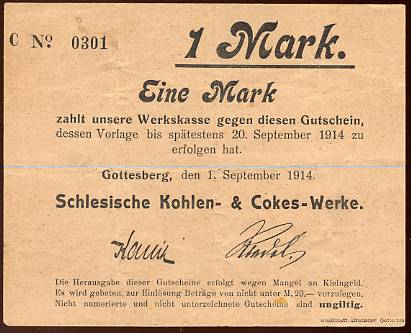 C № 0301
1 Mark.
Eine Mark
zahlt unsere Werkskasse gegen diesen Gutschein,
dessen Vorlage bis spätestens 20. September 1914 zu
erfolgen hat.
Gottesberg, den 1. September 1914.
Schlesische Kohlen- & Cokes-Werke.
Die Herausgabe dieser Gutscheine erfolgt wegen Mangel an Kleingeld.
Es wird gebeten, zur Einlösung Beträge von nicht unter M. 20.— vorzulegen.
Nicht numerierte und nicht unterzeichnete Gutscheine sind ungiltig.